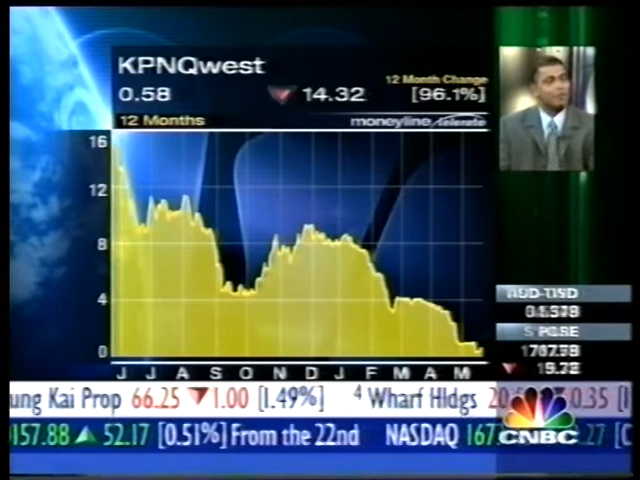 KPNQwest
12 Month Change
0.58 14.32 [96.1%]
12 Months moneyline telerate
16
12
8
4
0
J J A S O N D J F M A M
19.72
ung Kai Prop 66.25 1.00 [1.49%] 4 Wharf Hldgs 0.35
157.88 52.17 [0.51%] From the 22nd NASDAQ
CNBC